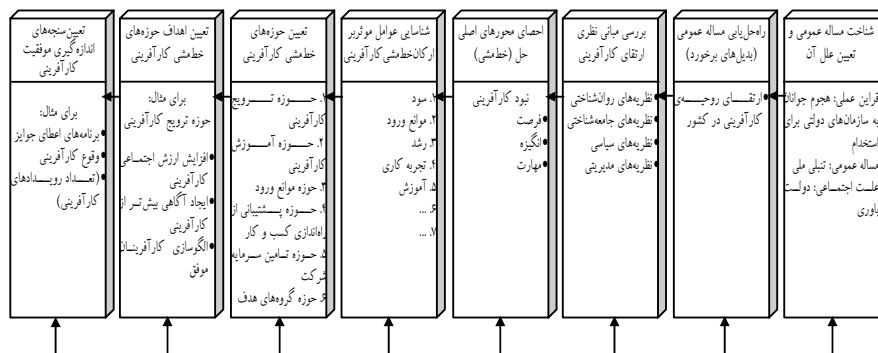 شناخت مساله عمومی و
تعیین علل آن
قراین عملی: هجوم جوانان
به سازمان‌های دولتی برای
استخدام
مساله عمومی: تنبلی ملی
علت اجتماعی: دولت
یاوری
راه‌حل‌یابی مساله عمومی
(بدیل‌های برخورد)
•ارتقای روحیه‌ی
کارآفرینی در کشور
بررسی مبانی نظری
ارتقای کارآفرینی
•نظریه‌های روان‌شناختی
•نظریه‌های جامعه‌شناختی
•نظریه‌های سیاسی
•نظریه‌های مدیریتی
احصای محورهای اصلی
حل (خط‌مشی)
نبود کارآفرینی
•فرصت
•انگیزه
•مهارت
شناسایی عوامل موثربر
ارکان‌خط‌مشی‌کارآفرینی
۱. سود
۲. موانع ورود
۳. رشد
۴. تجربه کاری
۵. آموزش
۶. ...
۷. ...
تعیین حوزه‌های
خط‌مشی کارآفرینی
۱. حوزه ترویج
کارآفرینی
۲. حوزه آموزش
کارآفرینی
۳. حوزه موانع ورود
۴. حوزه پشتیبانی از
راه‌اندازی کسب و کار
۵. حوزه تامین سرمایه
شرکت
۶. حوزه گروه‌های هدف
تعیین اهداف حوزه‌های
خط‌مشی کارآفرینی
برای مثال:
حوزه ترویج کارآفرینی
•افزایش ارزش اجتماعی
کارآفرینی
•ایجاد آگاهی بیش‌تر از
کارآفرینی
•الگوسازی کارآفرینان
موفق
تعیین‌سنجه‌های
اندازه‌گیری موفقیت
کارآفرینی
برای مثال:
•برنامه‌های اعطای جوایز
•وقوع کارآفرینی
•(تعداد رویدادهای
کارآفرینی)